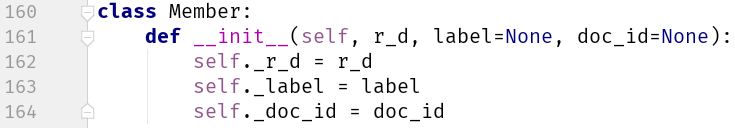 160 class Member:
161     def __init__(self, r_d, label=None, doc_id=None):
162         self._r_d = r_d
163         self._label = label
164         self._doc_id = doc_id